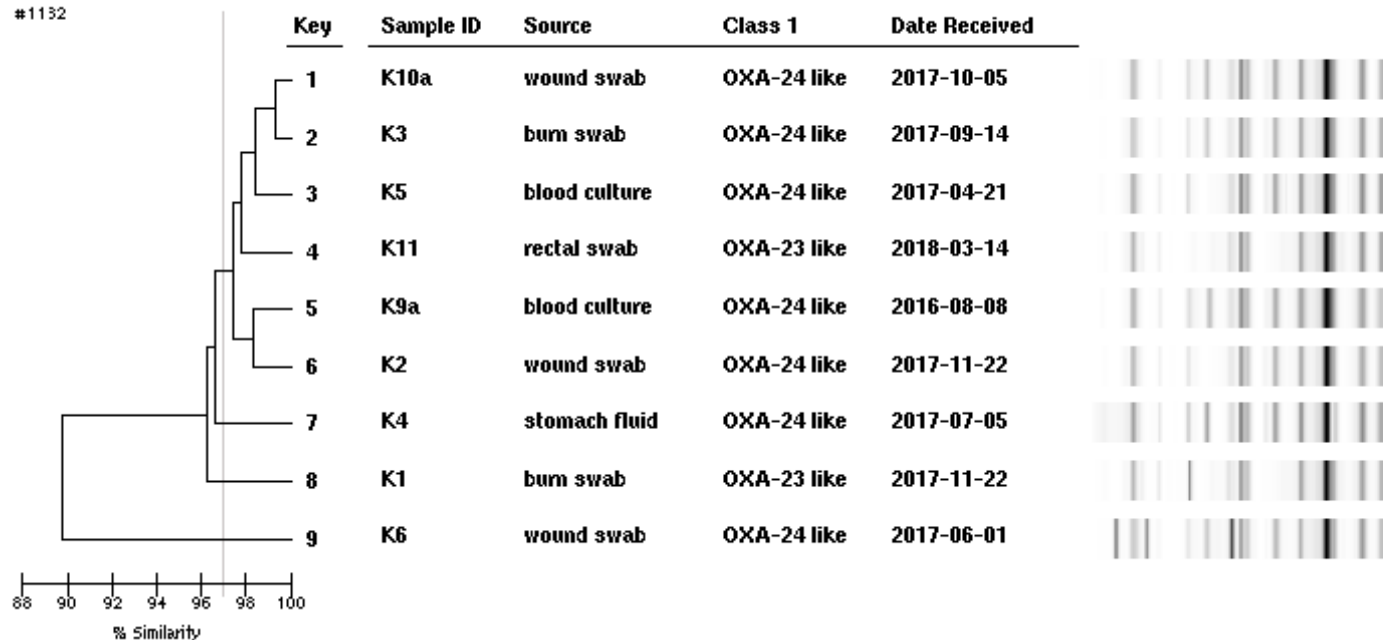 #1132
Key Sample ID Source Class 1 Date Received
1 K10a wound swab OXA-24 like 2017-10-05
2 K3 burn swab OXA-24 like 2017-09-14
3 K5 blood culture OXA-24 like 2017-04-21
4 K11 rectal swab OXA-23 like 2018-03-14
5 K9a blood culture OXA-24 like 2016-08-08
6 K2 wound swab OXA-24 like 2017-11-22
7 K4 stomach fluid OXA-24 like 2017-07-05
8 K1 burn swab OXA-23 like 2017-11-22
9 K6 wound swab OXA-24 like 2017-06-01
88 90 92 94 96 98 100
% Similarity